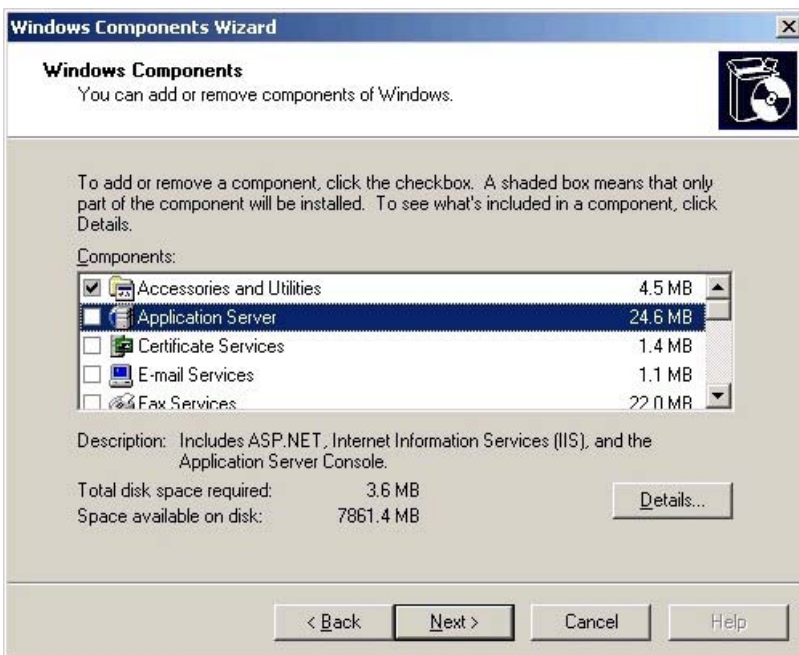 Windows Components Wizard
Windows Components
You can add or remove components of Windows.
To add or remove a component, click the checkbox. A shaded box means that only
part of the component will be installed. To see what's included in a component, click
Details.
Components:
Accessories and Utilities 4.5 MB
Application Server 24.6 MB
Certificate Services 1.4 MB
E-mail Services 1.1 MB
Fax Services 22.0 MB
Description: Includes ASP.NET, Internet Information Services (IIS), and the
Application Server Console.
Total disk space required: 3.6 MB
Space available on disk: 7861.4 MB
Details...
< Back Next > Cancel Help